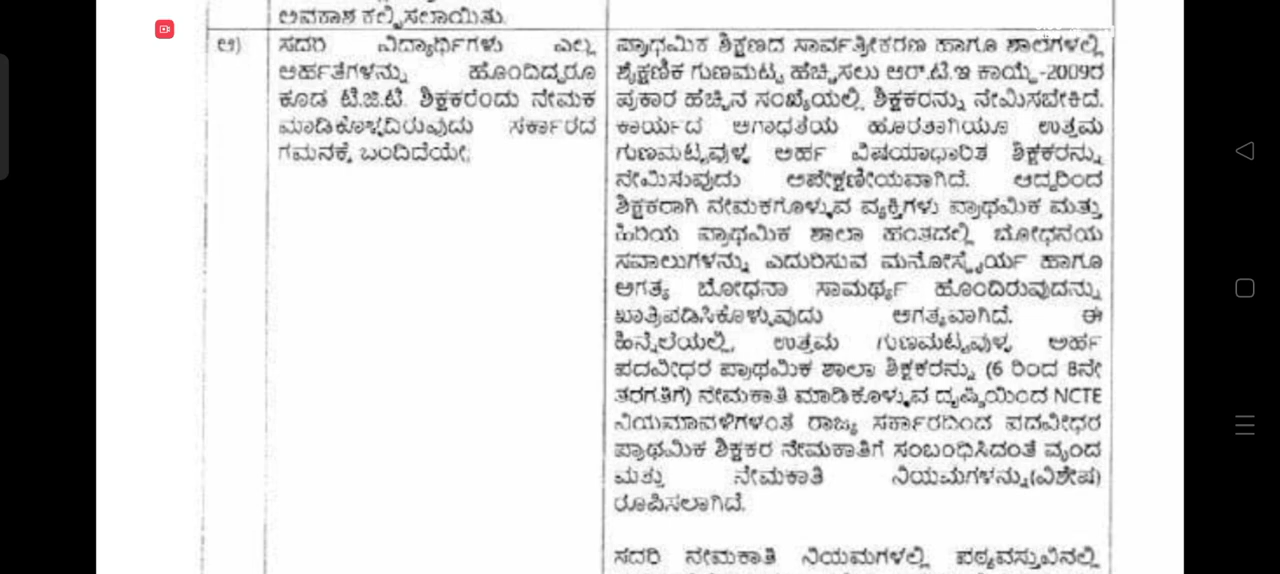 ಅವಕಾಶ ಕಲ್ಪಿಸಲಾಯಿತು.
ಆ)
ಸದರಿ ವಿದ್ಯಾರ್ಥಿಗಳು ಎಲ್ಲ
ಅರ್ಹತೆಗಳನ್ನು ಹೊಂದಿದ್ದರೂ
ಕೂಡ ಟಿ.ಜಿ.ಟಿ. ಶಿಕ್ಷಕರೆಂದು ನೇಮಕ
ಮಾಡಿಕೊಳ್ಳದಿರುವುದು ಸರ್ಕಾರದ
ಗಮನಕ್ಕೆ ಬಂದಿದೆಯೇ;
ಪ್ರಾಥಮಿಕ ಶಿಕ್ಷಣದ ಸಾರ್ವತ್ರೀಕರಣ ಹಾಗೂ ಶಾಲೆಗಳಲ್ಲಿ
ಶೈಕ್ಷಣಿಕ ಗುಣಮಟ್ಟ ಹೆಚ್ಚಿಸಲು ಆರ್.ಟಿ.ಇ ಕಾಯ್ದೆ-2009ರ
ಪ್ರಕಾರ ಹೆಚ್ಚಿನ ಸಂಖ್ಯೆಯಲ್ಲಿ ಶಿಕ್ಷಕರನ್ನು ನೇಮಿಸಬೇಕಿದೆ.
ಕಾರ್ಯದ ಅಗಾಧತೆಯ ಹೊರತಾಗಿಯೂ ಉತ್ತಮ
ಗುಣಮಟ್ಟವುಳ್ಳ ಅರ್ಹ ವಿಷಯಾಧಾರಿತ ಶಿಕ್ಷಕರನ್ನು
ನೇಮಿಸುವುದು ಅಪೇಕ್ಷಣೀಯವಾಗಿದೆ. ಆದ್ದರಿಂದ
ಶಿಕ್ಷಕರಾಗಿ ನೇಮಕಗೊಳ್ಳುವ ವ್ಯಕ್ತಿಗಳು ಪ್ರಾಥಮಿಕ ಮತ್ತು
ಹಿರಿಯ ಪ್ರಾಥಮಿಕ ಶಾಲಾ ಹಂತದಲ್ಲಿ ಬೋಧನೆಯ
ಸವಾಲುಗಳನ್ನು ಎದುರಿಸುವ ಮನೋಸ್ಥೈರ್ಯ ಹಾಗೂ
ಅಗತ್ಯ ಬೋಧನಾ ಸಾಮರ್ಥ್ಯ ಹೊಂದಿರುವುದನ್ನು
ಖಾತ್ರಿಪಡಿಸಿಕೊಳ್ಳುವುದು ಅಗತ್ಯವಾಗಿದೆ. ಈ
ಹಿನ್ನೆಲೆಯಲ್ಲಿ, ಉತ್ತಮ ಗುಣಮಟ್ಟವುಳ್ಳ ಅರ್ಹ
ಪದವೀಧರ ಪ್ರಾಥಮಿಕ ಶಾಲಾ ಶಿಕ್ಷಕರನ್ನು (6 ರಿಂದ 8ನೇ
ತರಗತಿಗೆ) ನೇಮಕಾತಿ ಮಾಡಿಕೊಳ್ಳುವ ದೃಷ್ಟಿಯಿಂದ NCTE
ನಿಯಮಾವಳಿಗಳಂತೆ ರಾಜ್ಯ ಸರ್ಕಾರದಿಂದ ಪದವೀಧರ
ಪ್ರಾಥಮಿಕ ಶಿಕ್ಷಕರ ನೇಮಕಾತಿಗೆ ಸಂಬಂಧಿಸಿದಂತೆ ವೃಂದ
ಮತ್ತು ನೇಮಕಾತಿ ನಿಯಮಗಳನ್ನು(ವಿಶೇಷ)
ರೂಪಿಸಲಾಗಿದೆ.
ಸದರಿ ನೇಮಕಾತಿ ನಿಯಮಗಳಲ್ಲಿ ಪಠ್ಯವಸ್ತುವಿನಲ್ಲಿ